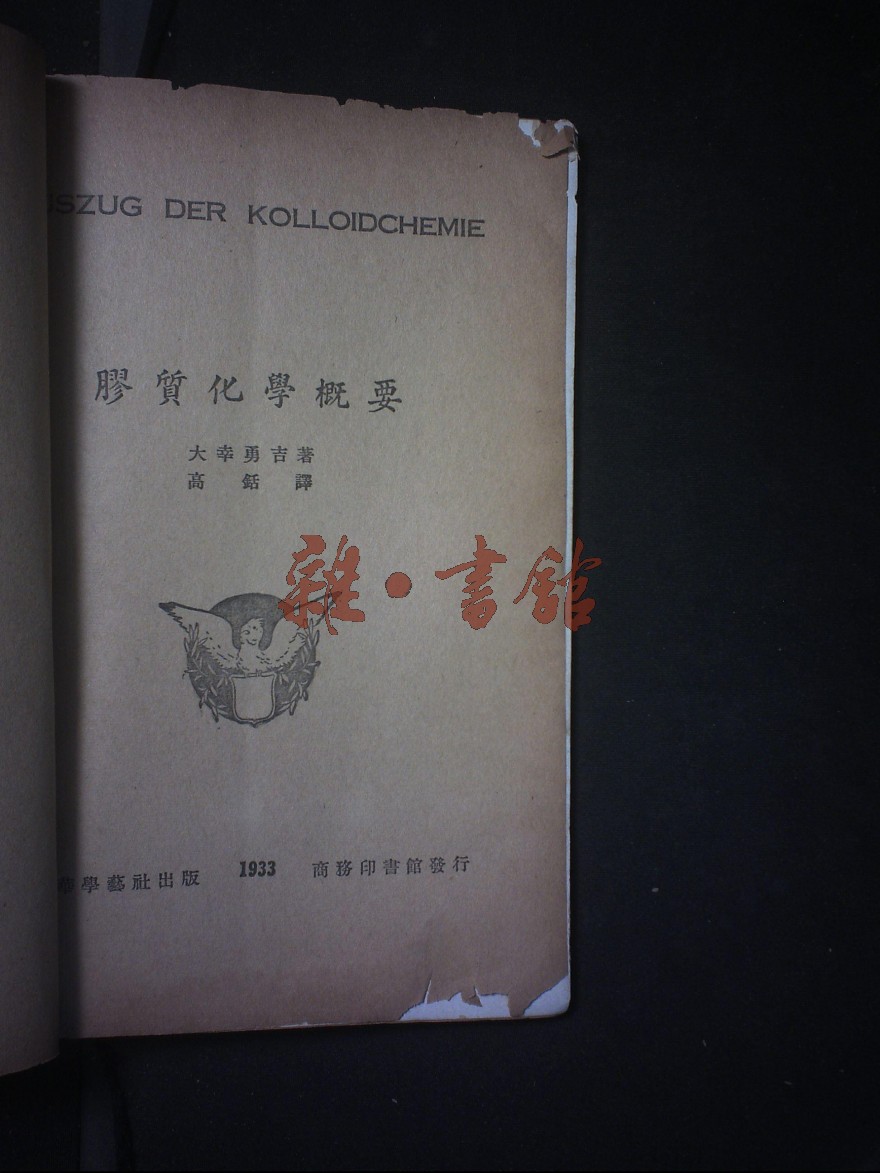 USZUG DER KOLLOIDCHEMIE
膠質化學概要
大幸勇吉著
高銛譯
雜·書館
學藝社出版 1933 商務印書館發行